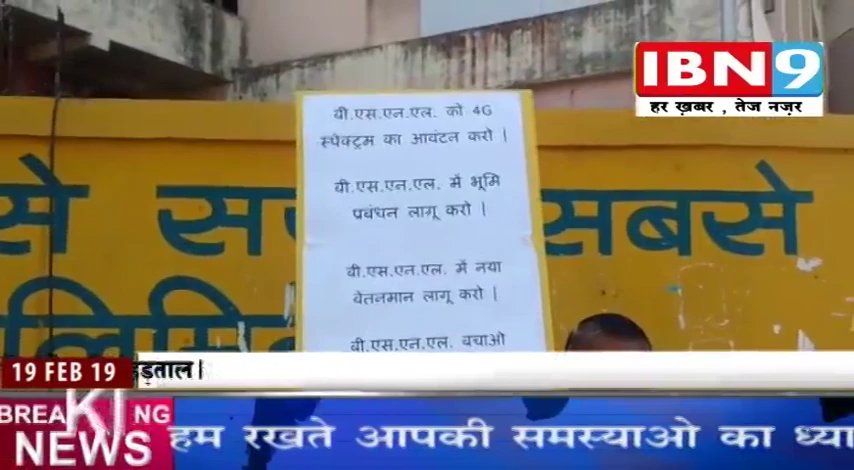 IBN9
हर ख़बर , तेज नज़र
बी.एस.एन.एल. को 4G
स्पेक्ट्रम का आवंटन करो |
बी.एस.एन.एल. में भूमि
प्रबंधन लागू करो |
बी.एस.एन.एल. में नया
वेतनमान लागू करो |
बी.एस.एन.एल. बचाओ
से सबसे
19 FEB 19
हड़ताल।
BREAKING
NEWS
हम रखते आपकी समस्याओ का